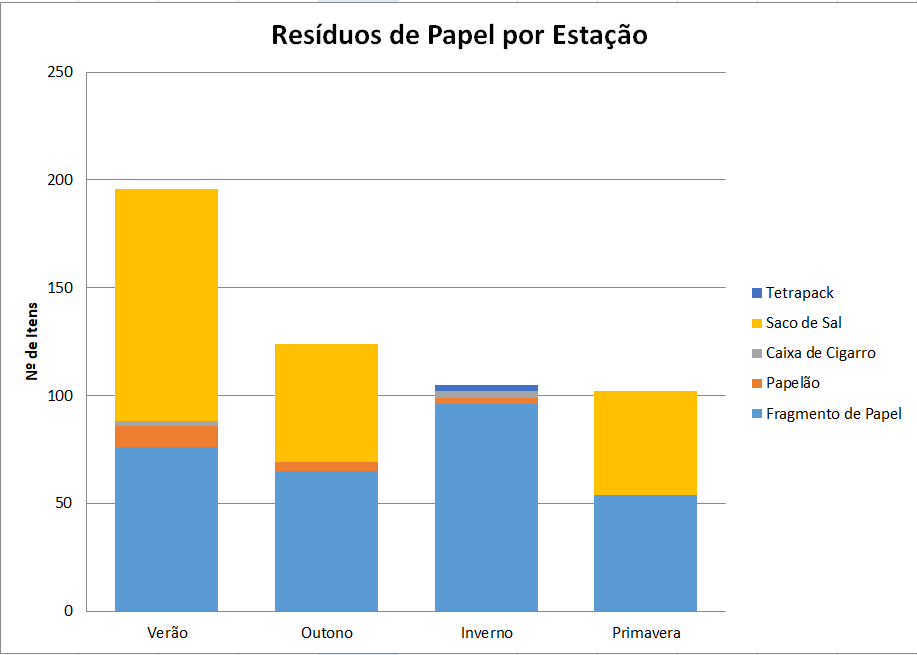 Resíduos de Papel por Estação
250
200
150
100
50
0
Nº de Itens
Verão
Outono
Inverno
Primavera
Tetrapack
Saco de Sal
Caixa de Cigarro
Papelão
Fragmento de Papel